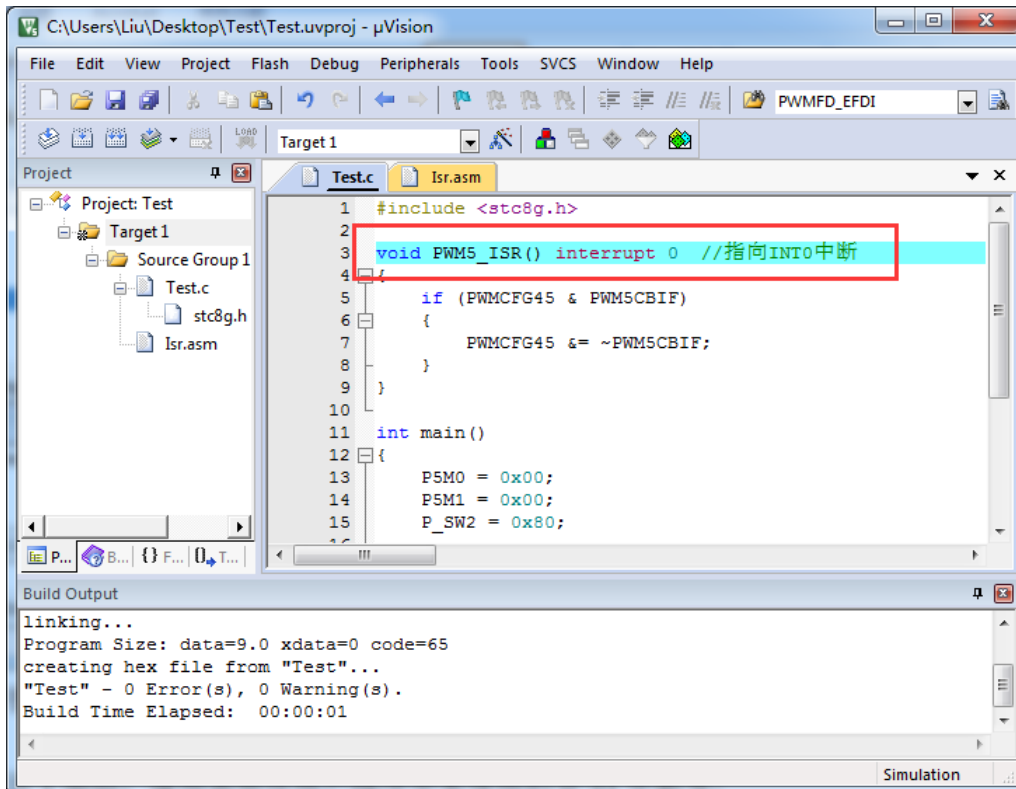 C:\Users\Liu\Desktop\Test\Test.uvproj - µVision
File Edit View Project Flash Debug Peripherals Tools SVCS Window Help
PWMFD_EFDI
LOAD Target 1
Project
Test.c Isr.asm
Project: Test
Target 1
Source Group 1
Test.c
stc8g.h
Isr.asm
1 #include <stc8g.h>
2
3 void PWM5_ISR() interrupt 0 //指向INT0中断
4 {
5 if (PWMCFG45 & PWM5CBIF)
6 {
7 PWMCFG45 &= ~PWM5CBIF;
8 }
9 }
10
11 int main()
12 {
13 P5M0 = 0x00;
14 P5M1 = 0x00;
15 P_SW2 = 0x80;
P... B... {} F... 0 T...
Build Output
linking...
Program Size: data=9.0 xdata=0 code=65
creating hex file from "Test"...
"Test" - 0 Error(s), 0 Warning(s).
Build Time Elapsed: 00:00:01
Simulation